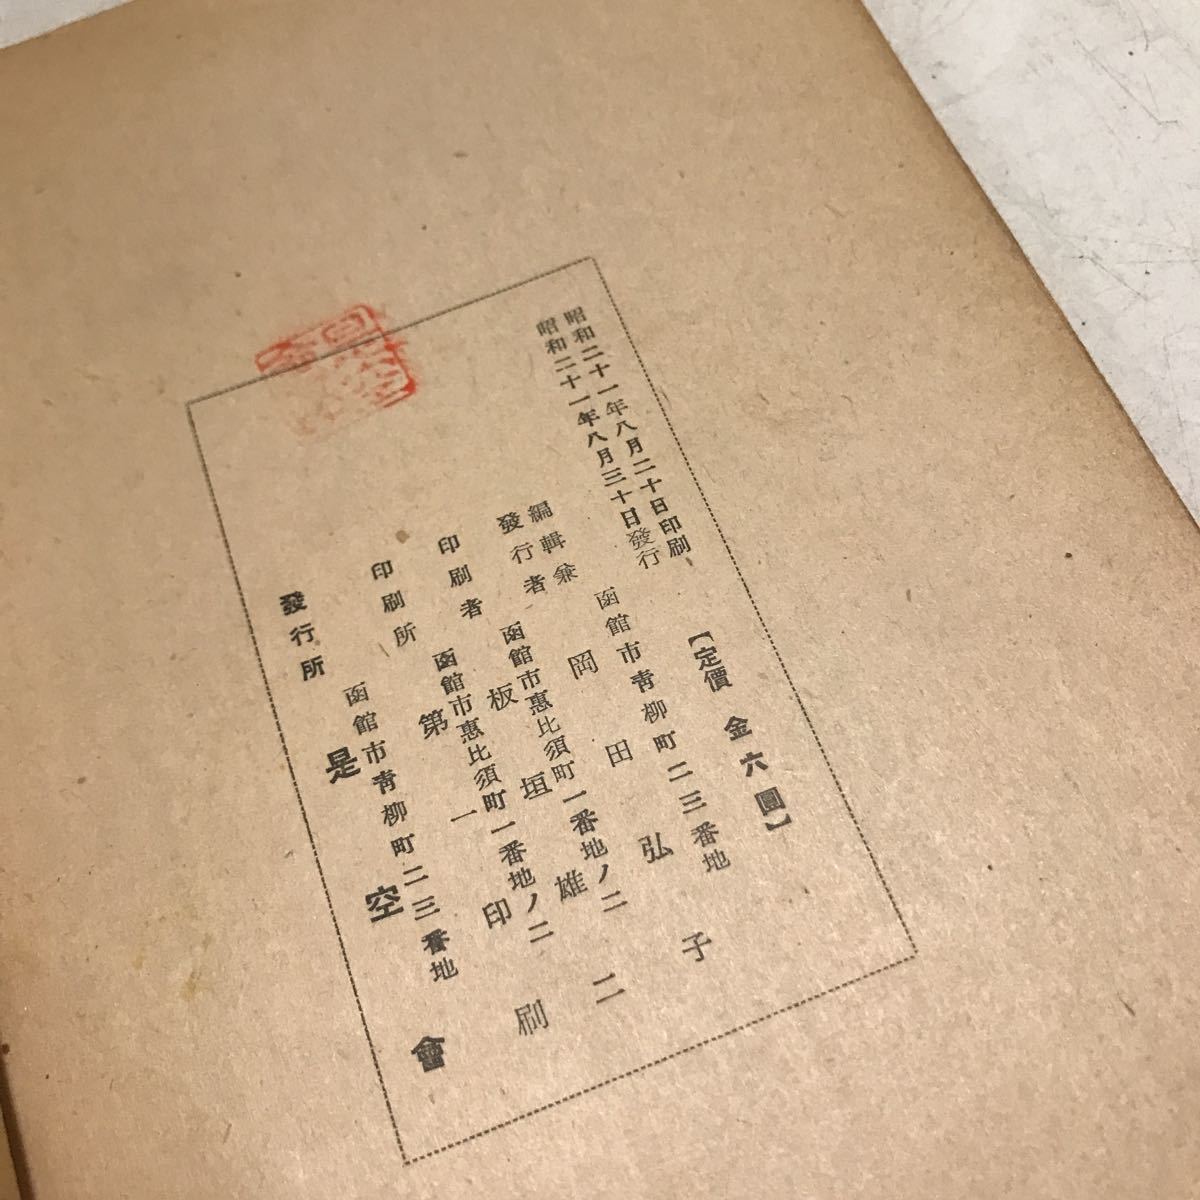 昭和二十一年八月二十日印刷
昭和二十一年八月三十日發行
【定價 金六圓】
函館市靑柳町二三番地
編輯兼
發行者
岡田弘子
函館市惠比須町一番地ノ二
印刷者
板垣雄二
函館市惠比須町一番地ノ二
印刷所
第一印刷
函館市靑柳町二三番地
發行所
是空會